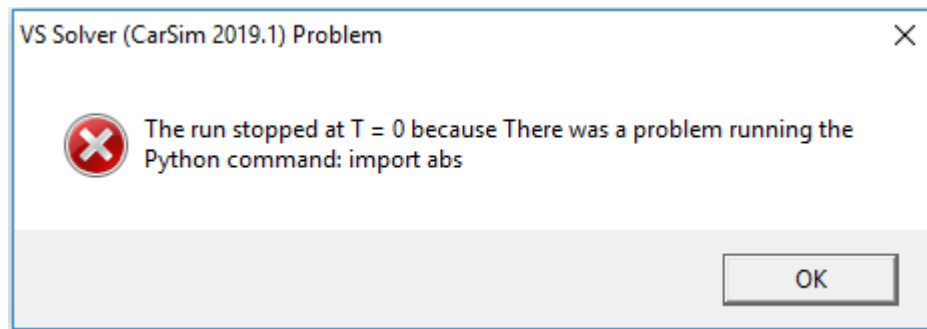 VS Solver (CarSim 2019.1) Problem
The run stopped at T = 0 because There was a problem running the
Python command: import abs
OK